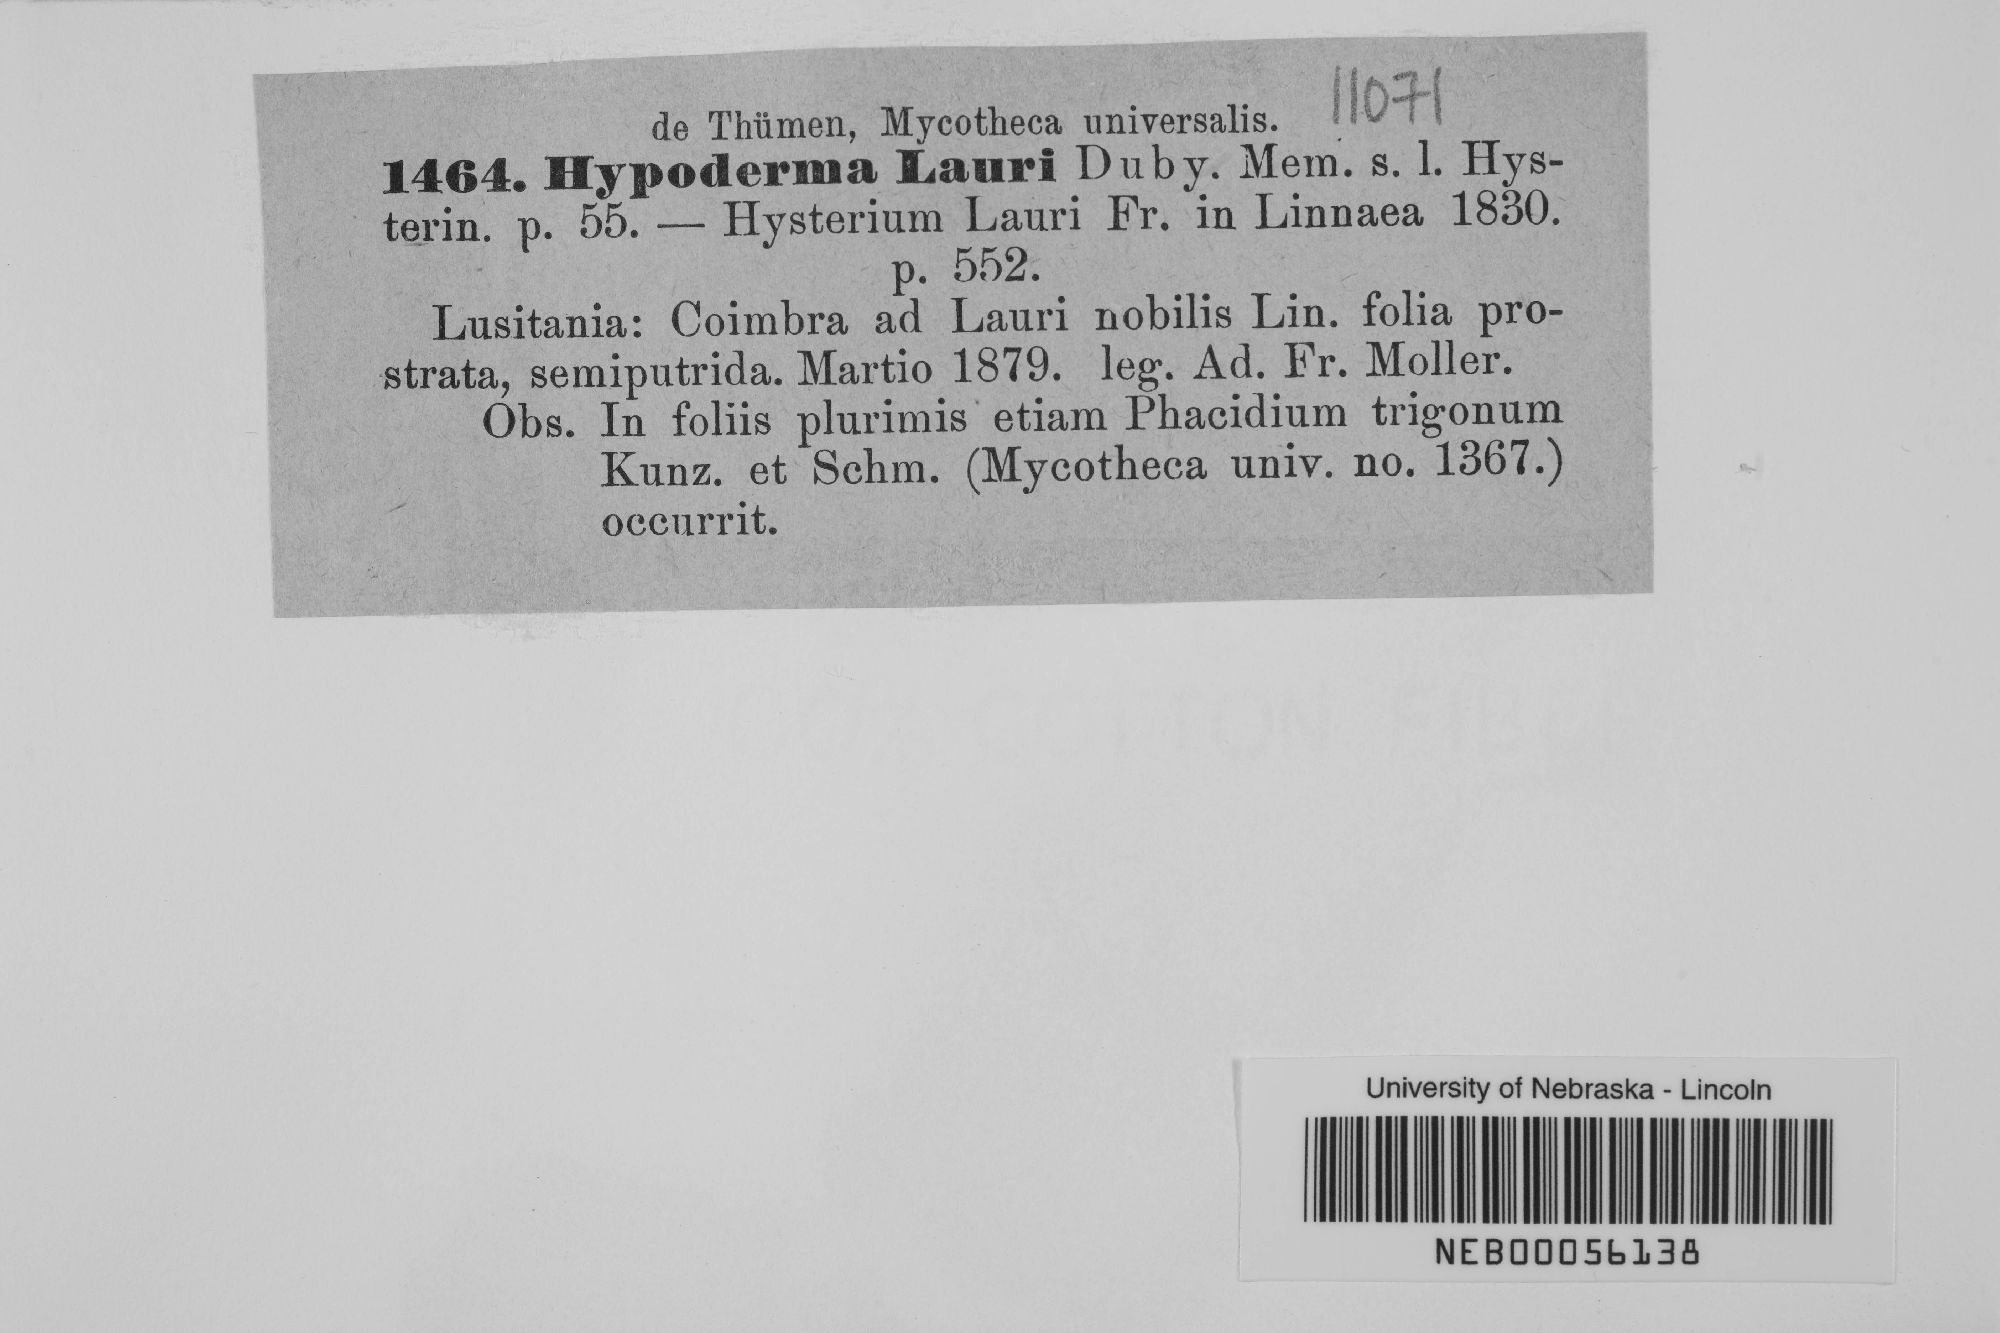 11071
de Thümen, Mycotheca universalis.
1464. Hypoderma Lauri Duby. Mem. s. l. Hys-
terin. p. 55. — Hysterium Lauri Fr. in Linnaea 1830.
p. 552.
Lusitania: Coimbra ad Lauri nobilis Lin. folia pro-
strata, semiputrida. Martio 1879. leg. Ad. Fr. Moller.
Obs. In foliis plurimis etiam Phacidium trigonum
Kunz. et Schm. (Mycotheca univ. no. 1367.)
occurrit.
University of Nebraska - Lincoln
NEB00056138